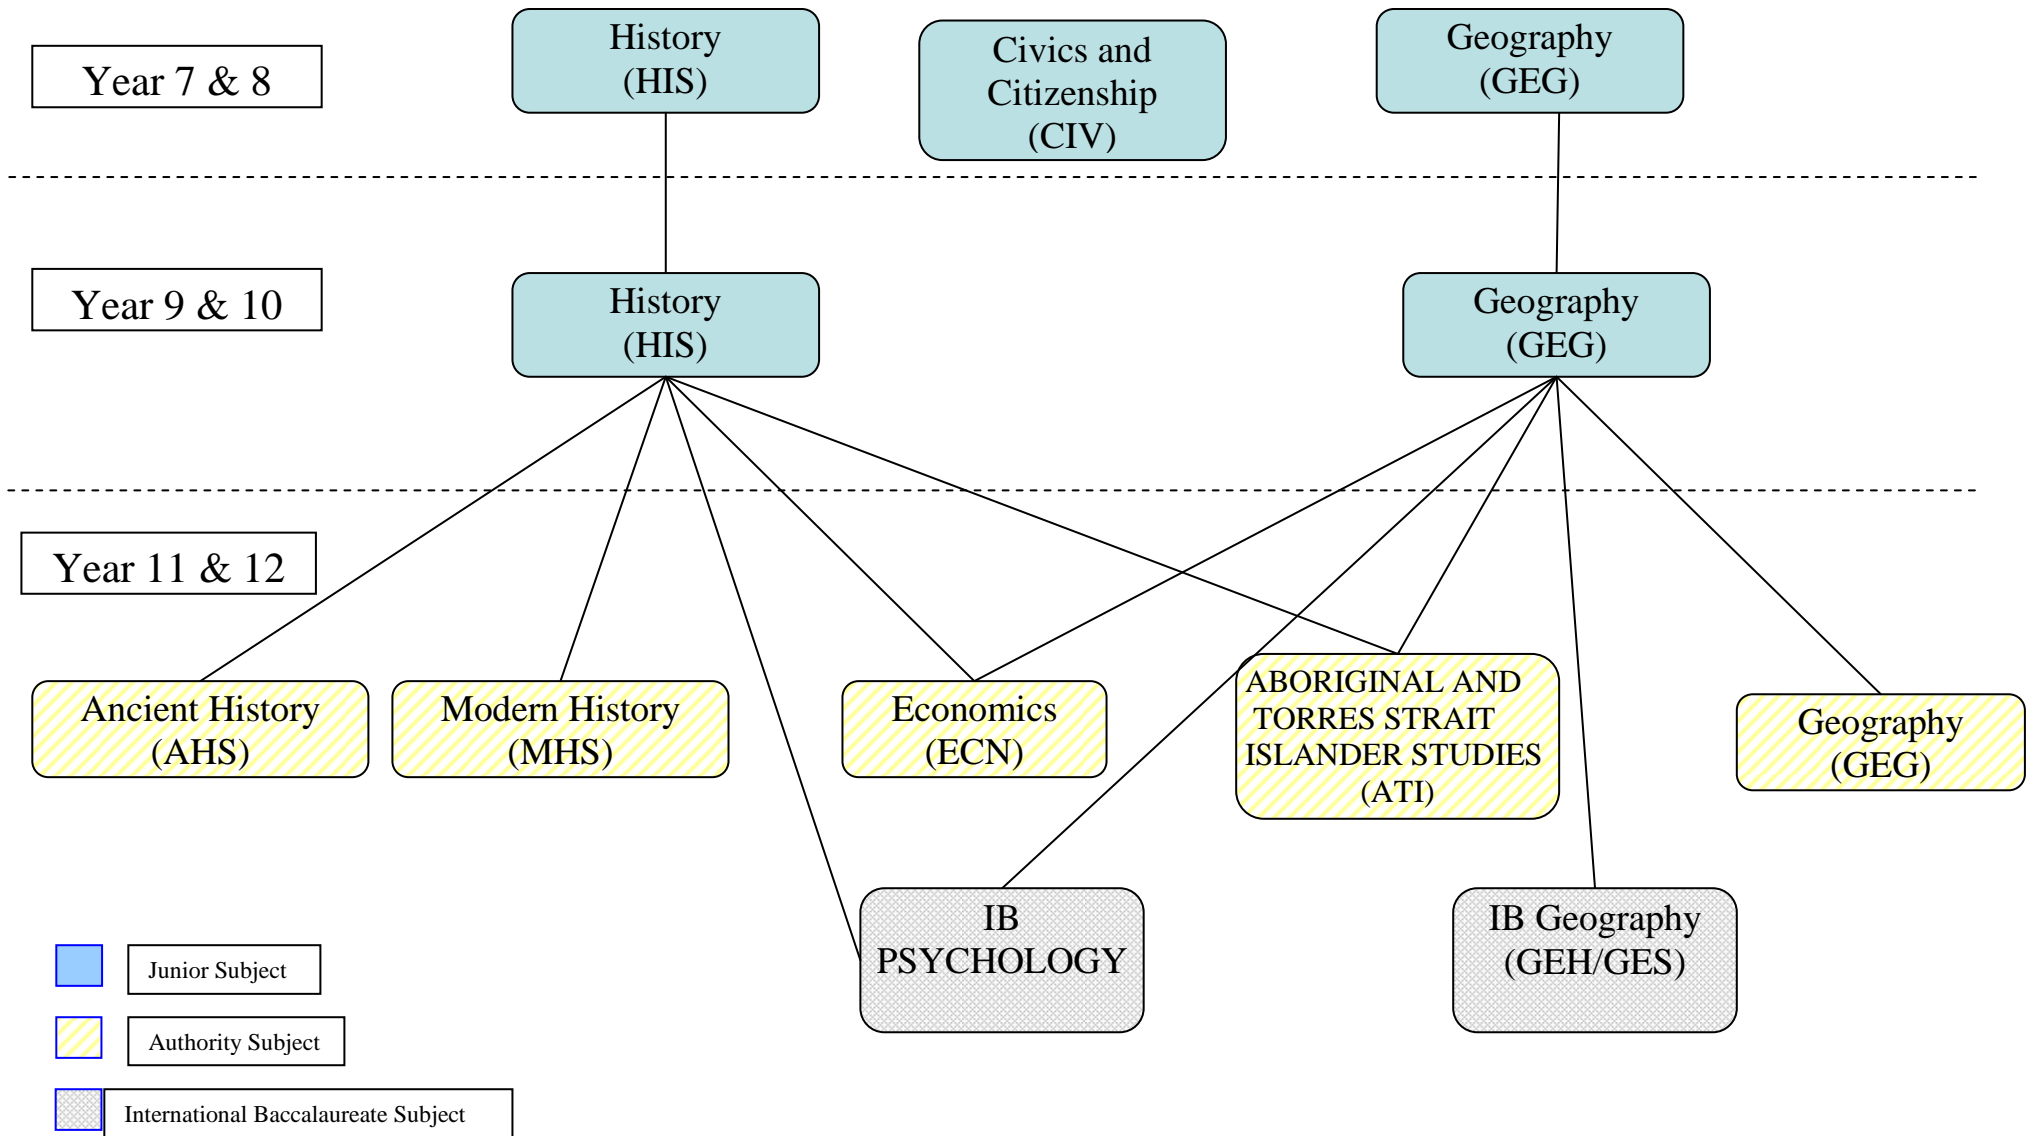 Year 7 & 8
History
(HIS)
Civics and
Citizenship
(CIV)
Geography
(GEG)
Year 9 & 10
History
(HIS)
Geography
(GEG)
Year 11 & 12
Ancient History
(AHS)
Modern History
(MHS)
Economics
(ECN)
ABORIGINAL AND
TORRES STRAIT
ISLANDER STUDIES
(ATI)
Geography
(GEG)
IB
PSYCHOLOGY
IB Geography
(GEH/GES)
Junior Subject
Authority Subject
International Baccalaureate Subject